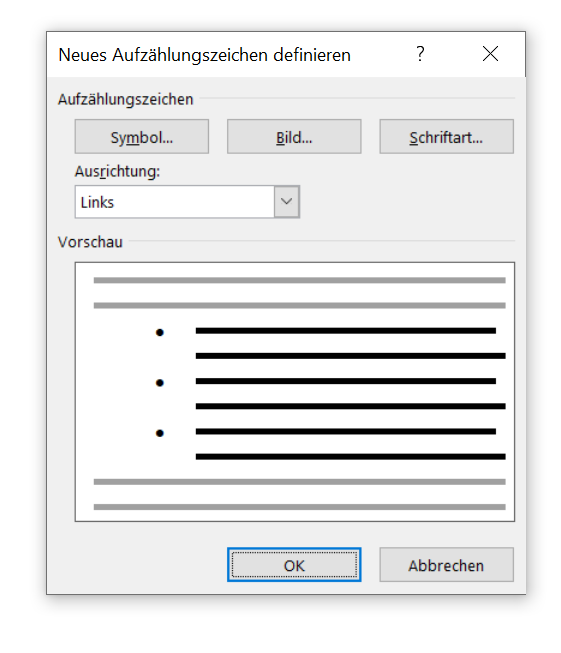 Neues Aufzählungszeichen definieren ?
Aufzählungszeichen
Symbol... Bild... Schriftart...
Ausrichtung:
Links
Vorschau
OK Abbrechen